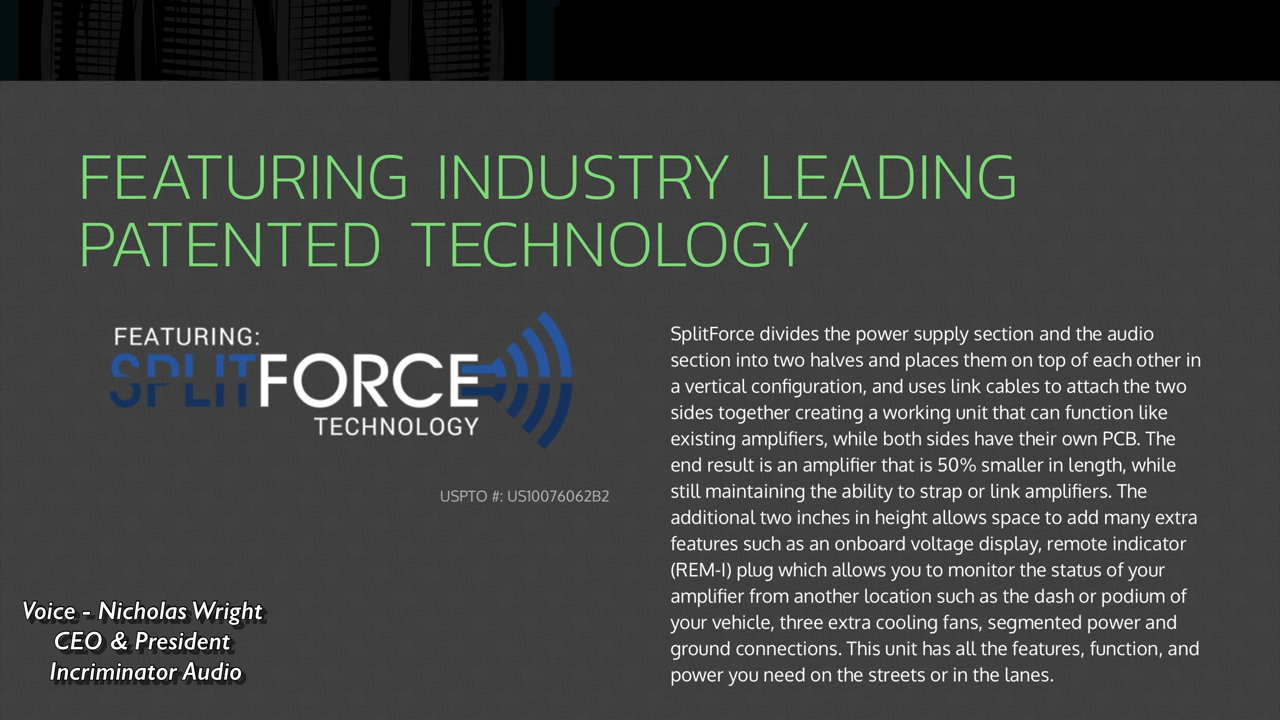 FEATURING INDUSTRY LEADING
PATENTED TECHNOLOGY
FEATURING:
SPLITFORCE
TECHNOLOGY
USPTO #: US10076062B2
SplitForce divides the power supply section and the audio
section into two halves and places them on top of each other in
a vertical configuration, and uses link cables to attach the two
sides together creating a working unit that can function like
existing amplifiers, while both sides have their own PCB. The
end result is an amplifier that is 50% smaller in length, while
still maintaining the ability to strap or link amplifiers. The
additional two inches in height allows space to add many extra
features such as an onboard voltage display, remote indicator
(REM-I) plug which allows you to monitor the status of your
amplifier from another location such as the dash or podium of
your vehicle, three extra cooling fans, segmented power and
ground connections. This unit has all the features, function, and
power you need on the streets or in the lanes.
Voice - Nicholas Wright
CEO & President
Incriminator Audio